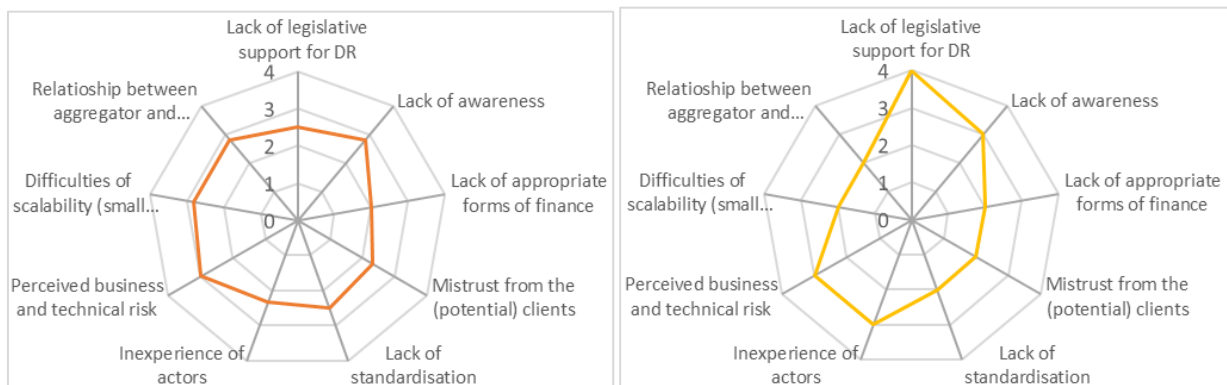 Lack of legislative
support for DR
4
3
2
1
0
Lack of awareness
Lack of appropriate
forms of finance
Mistrust from the
(potential) clients
Lack of
standardisation
Inexperience of
actors
Perceived business
and technical risk
Difficulties of
scalability (small...
Relatioship between
aggregator and...
Lack of legislative
support for DR
4
3
2
1
0
Lack of awareness
Lack of appropriate
forms of finance
Mistrust from the
(potential) clients
Lack of
standardisation
Inexperience of
actors
Perceived business
and technical risk
Difficulties of
scalability (small...
Relatioship between
aggregator and...